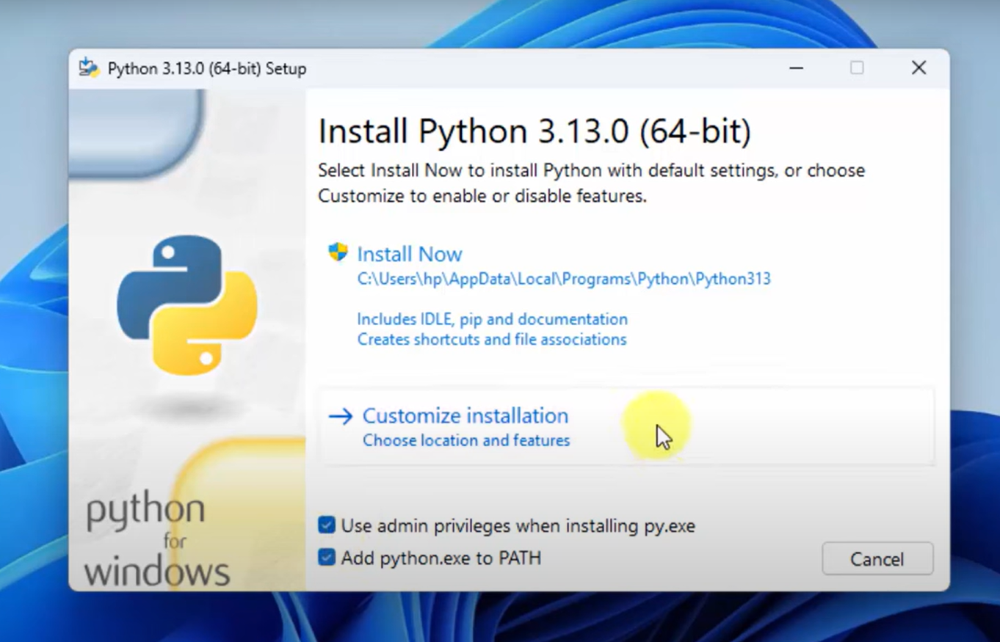 Python 3.13.0 (64-bit) Setup
Install Python 3.13.0 (64-bit)
Select Install Now to install Python with default settings, or choose
Customize to enable or disable features.
Install Now
C:\Users\hp\AppData\Local\Programs\Python\Python313
Includes IDLE, pip and documentation
Creates shortcuts and file associations
Customize installation
Choose location and features
python
for
windows
Use admin privileges when installing py.exe
Add python.exe to PATH
Cancel